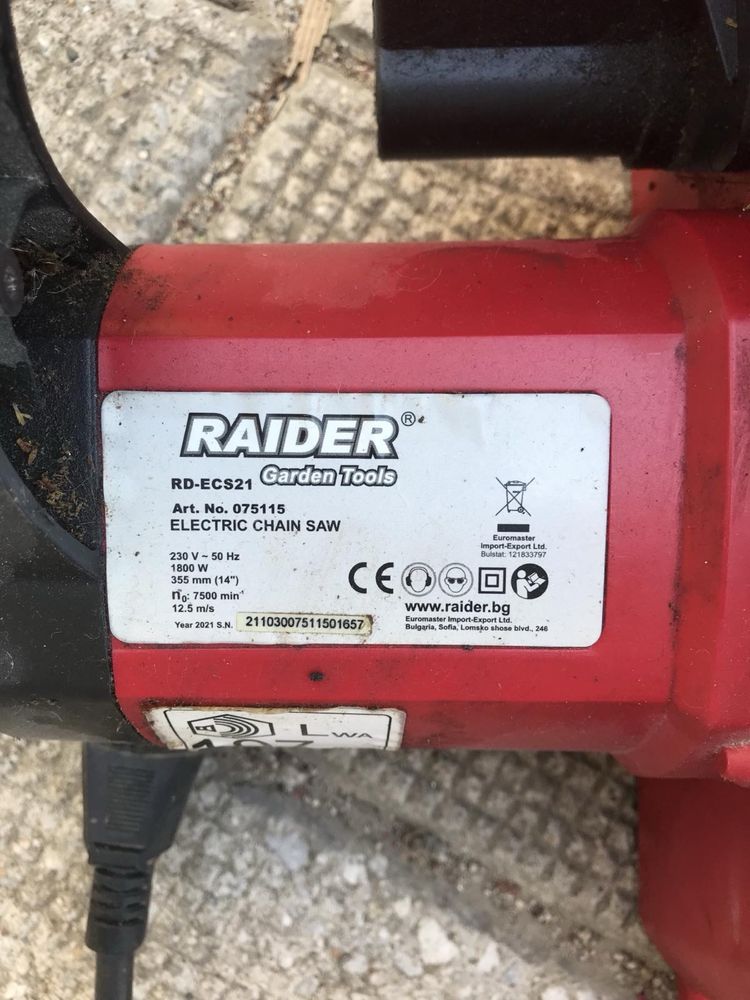 RAIDER®
Garden Tools
RD-ECS21
Art. No. 075115
ELECTRIC CHAIN SAW
230 V ~ 50 Hz
1800 W
355 mm (14")
n₀: 7500 min⁻¹
12.5 m/s
Year 2021 S.N. 21103007511501657
Euromaster
Import-Export Ltd.
Bulstat: 121833797
CE
www.raider.bg
Euromaster Import-Export Ltd.
Bulgaria, Sofia, Lomsko shose blvd., 246
LWA